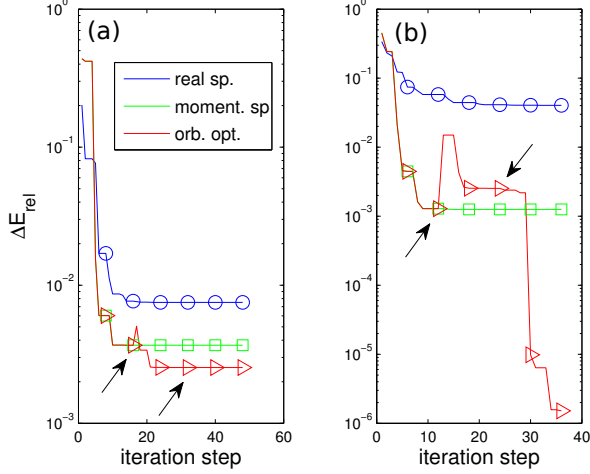 (a)
(b)
real sp.
moment. sp
orb. opt.
ΔE_rel
10^0
10^-1
10^-2
10^-3
0 20 40 60
iteration step
10^0
10^-1
10^-2
10^-3
10^-4
10^-5
10^-6
0 10 20 30 40
iteration step